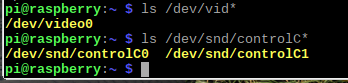 pi@raspberry:~ $ ls /dev/vid*
/dev/video0
pi@raspberry:~ $ ls /dev/snd/controlC*
/dev/snd/controlC0  /dev/snd/controlC1
pi@raspberry:~ $